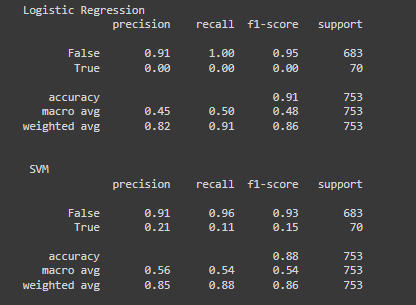 Logistic Regression
precision recall f1-score support
False 0.91 1.00 0.95 683
True 0.00 0.00 0.00 70
accuracy 0.91 753
macro avg 0.45 0.50 0.48 753
weighted avg 0.82 0.91 0.86 753
SVM
precision recall f1-score support
False 0.91 0.96 0.93 683
True 0.21 0.11 0.15 70
accuracy 0.88 753
macro avg 0.56 0.54 0.54 753
weighted avg 0.85 0.88 0.86 753